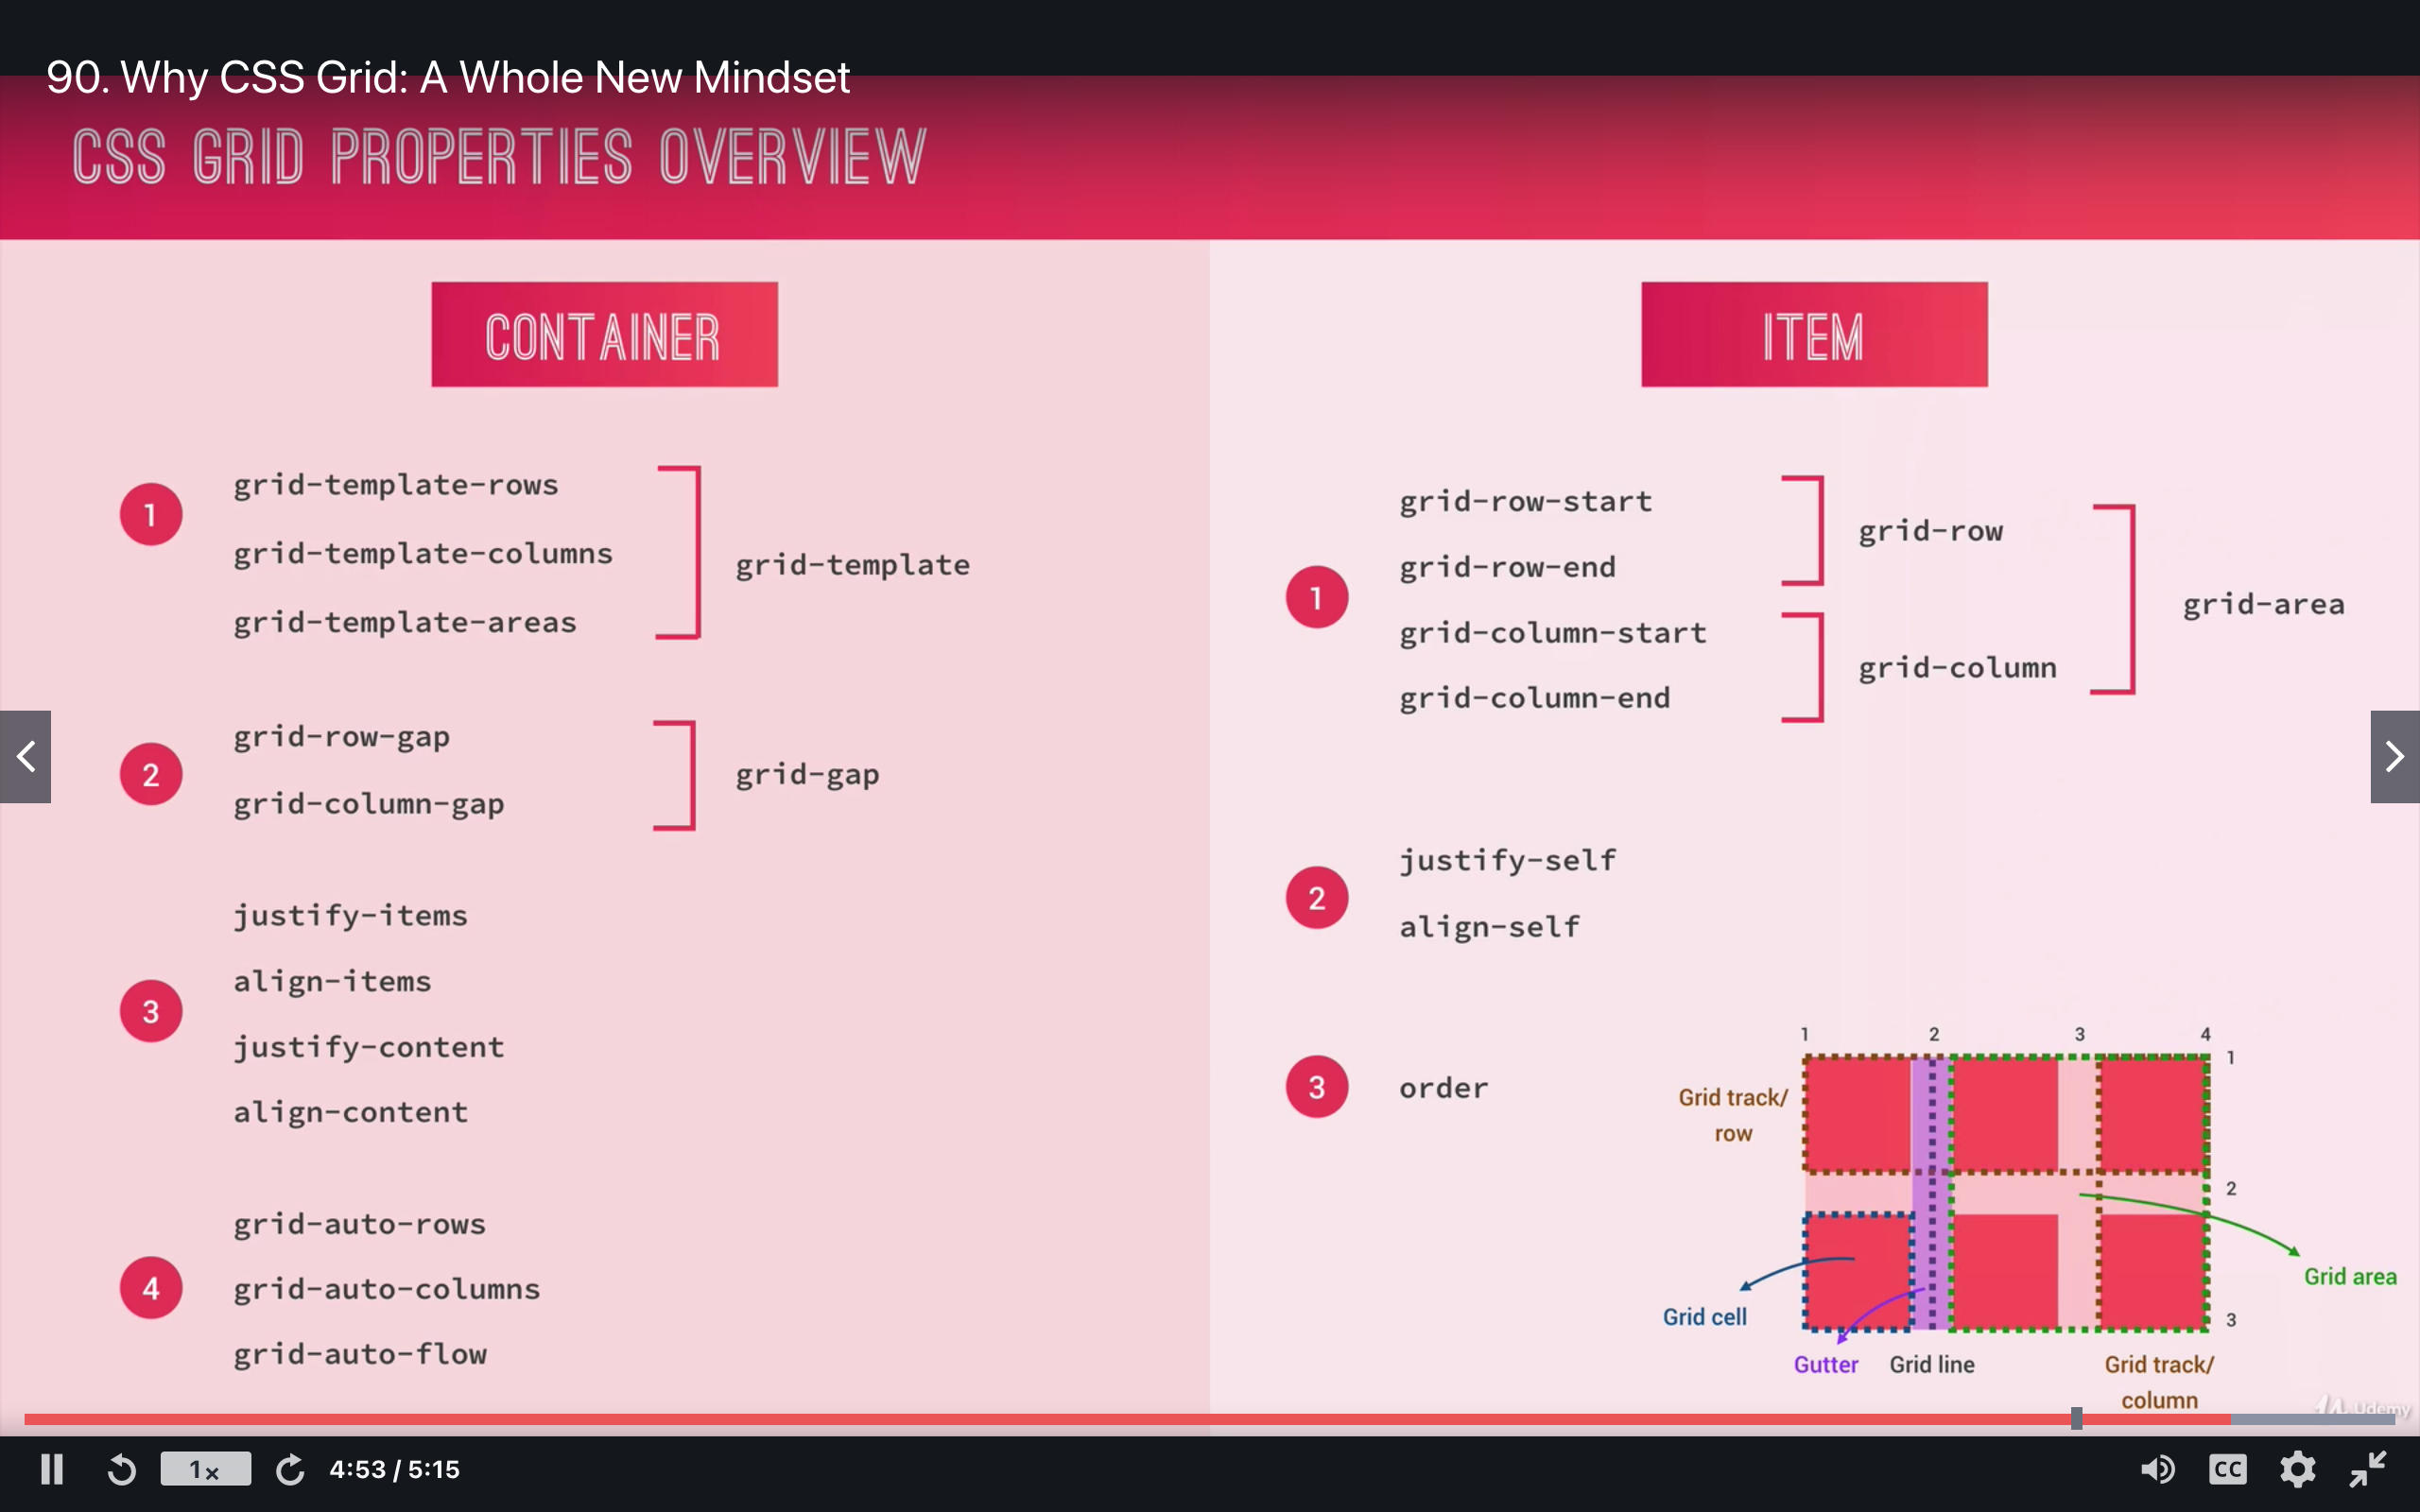 90. Why CSS Grid: A Whole New Mindset
CSS GRID PROPERTIES OVERVIEW
CONTAINER
1
grid-template-rows
grid-template-columns
grid-template-areas
grid-template
2
grid-row-gap
grid-column-gap
grid-gap
3
justify-items
align-items
justify-content
align-content
4
grid-auto-rows
grid-auto-columns
grid-auto-flow
ITEM
1
grid-row-start
grid-row-end
grid-column-start
grid-column-end
grid-row
grid-column
grid-area
2
justify-self
align-self
3
order
1 2 3 4
1
2
3
Grid track/
row
Grid cell
Gutter
Grid line
Grid track/
column
Grid area
Udemy
1x
4:53 / 5:15
CC